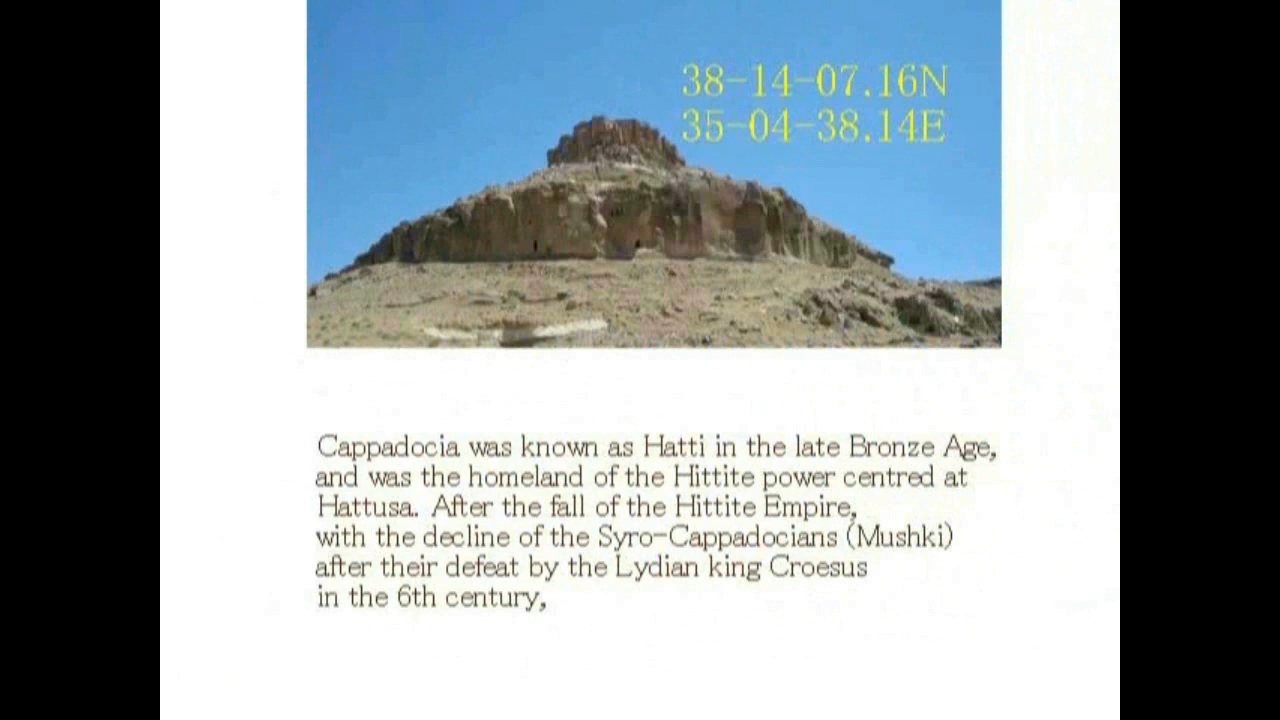 38-14-07.16N
35-04-38.14E
Cappadocia was known as Hatti in the late Bronze Age,
and was the homeland of the Hittite power centred at
Hattusa. After the fall of the Hittite Empire,
with the decline of the Syro-Cappadocians (Mushki)
after their defeat by the Lydian king Croesus
in the 6th century,